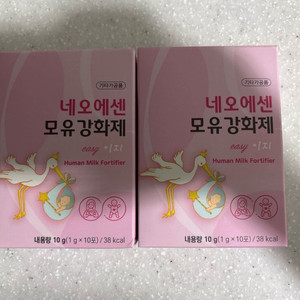 기타가공품
네오에센
모유강화제
easy 이지
Human Milk Fortifier
내용량 10 g(1 g × 10포) / 38 kcal
기타가공품
네오에센
모유강화제
easy 이지
Human Milk Fortifier
내용량 10 g(1 g × 10포) / 38 kcal